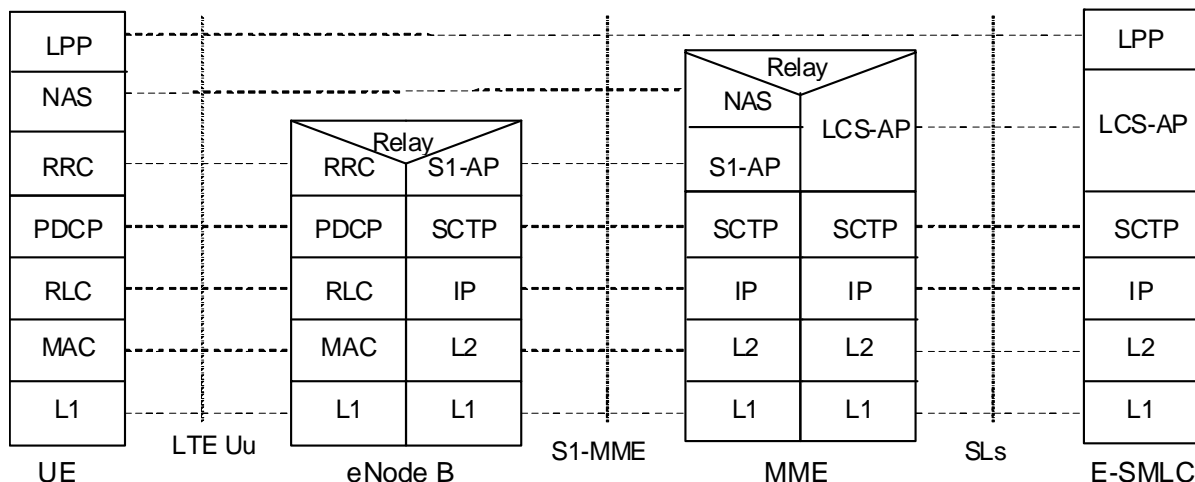 LPP
NAS
RRC
PDCP
RLC
MAC
L1
UE
LTE Uu
Relay
RRC
S1-AP
PDCP
SCTP
RLC
IP
MAC
L2
L1
L1
eNode B
S1-MME
Relay
NAS
LCS-AP
S1-AP
SCTP
SCTP
IP
IP
L2
L2
L1
L1
MME
SLs
LPP
LCS-AP
SCTP
IP
L2
L1
E-SMLC